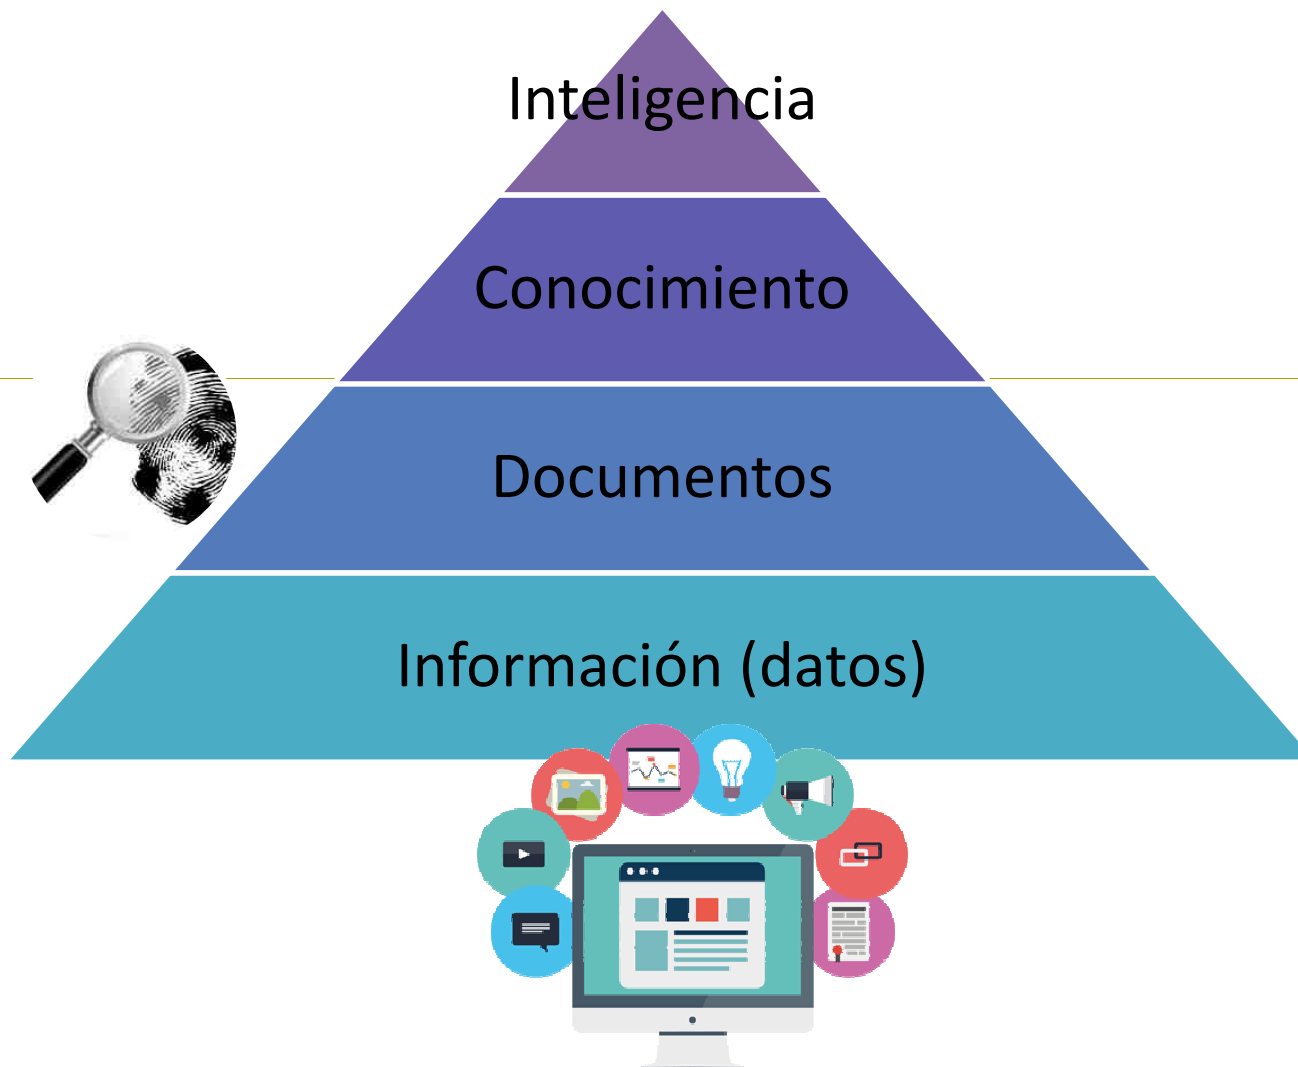 Inteligencia
Conocimiento
Documentos
Información (datos)